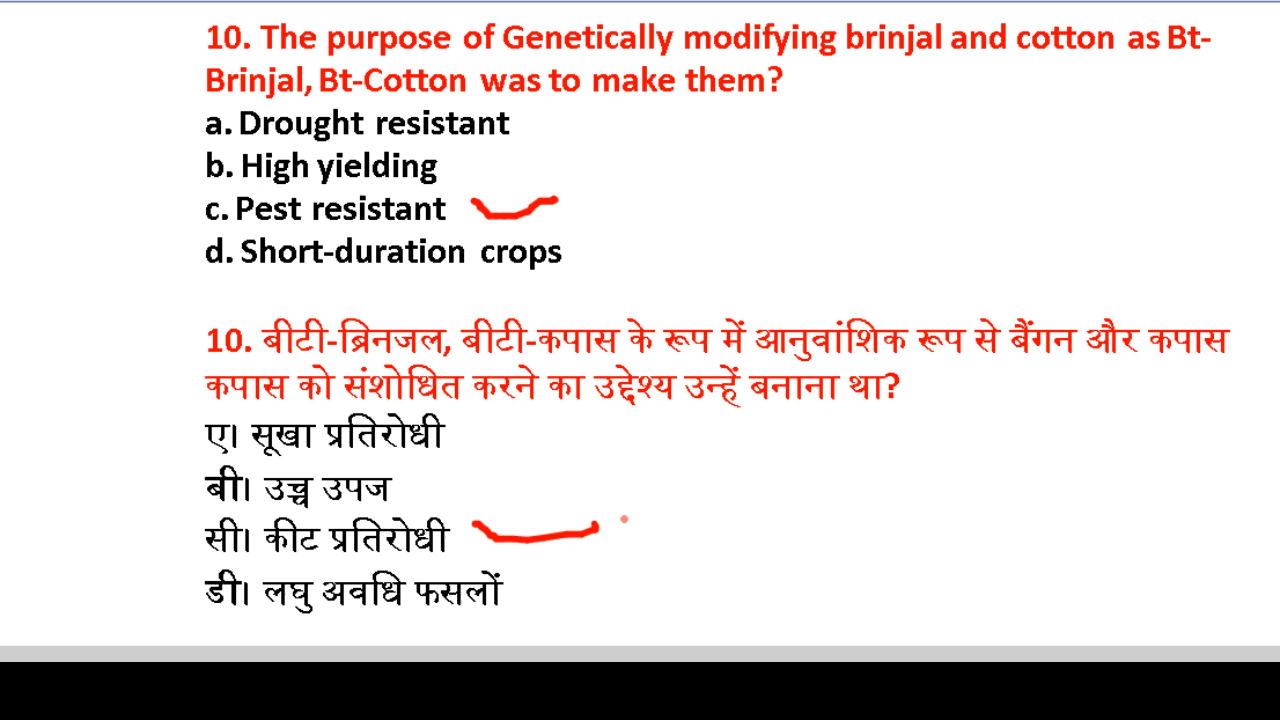 10. The purpose of Genetically modifying brinjal and cotton as Bt-
Brinjal, Bt-Cotton was to make them?
a. Drought resistant
b. High yielding
c. Pest resistant
d. Short-duration crops
10. बीटी-ब्रिनजल, बीटी-कपास के रूप में आनुवांशिक रूप से बैंगन और कपास
कपास को संशोधित करने का उद्देश्य उन्हें बनाना था?
ए। सूखा प्रतिरोधी
बी। उच्च उपज
सी। कीट प्रतिरोधी
डी। लघु अवधि फसलों